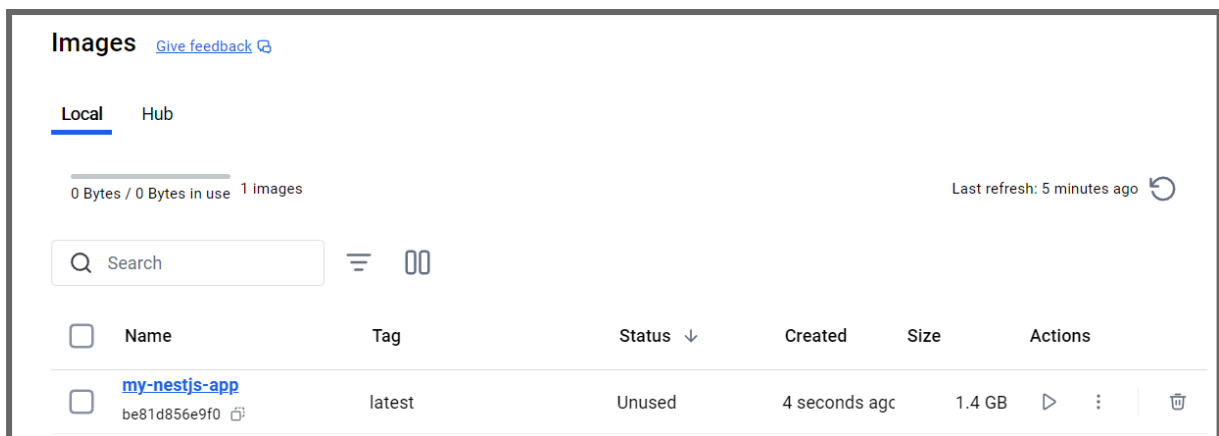 Images Give feedback
Local Hub
0 Bytes / 0 Bytes in use 1 images Last refresh: 5 minutes ago
Search
Name Tag Status Created Size Actions
my-nestjs-app
latest Unused 4 seconds ago 1.4 GB
be81d856e9f0